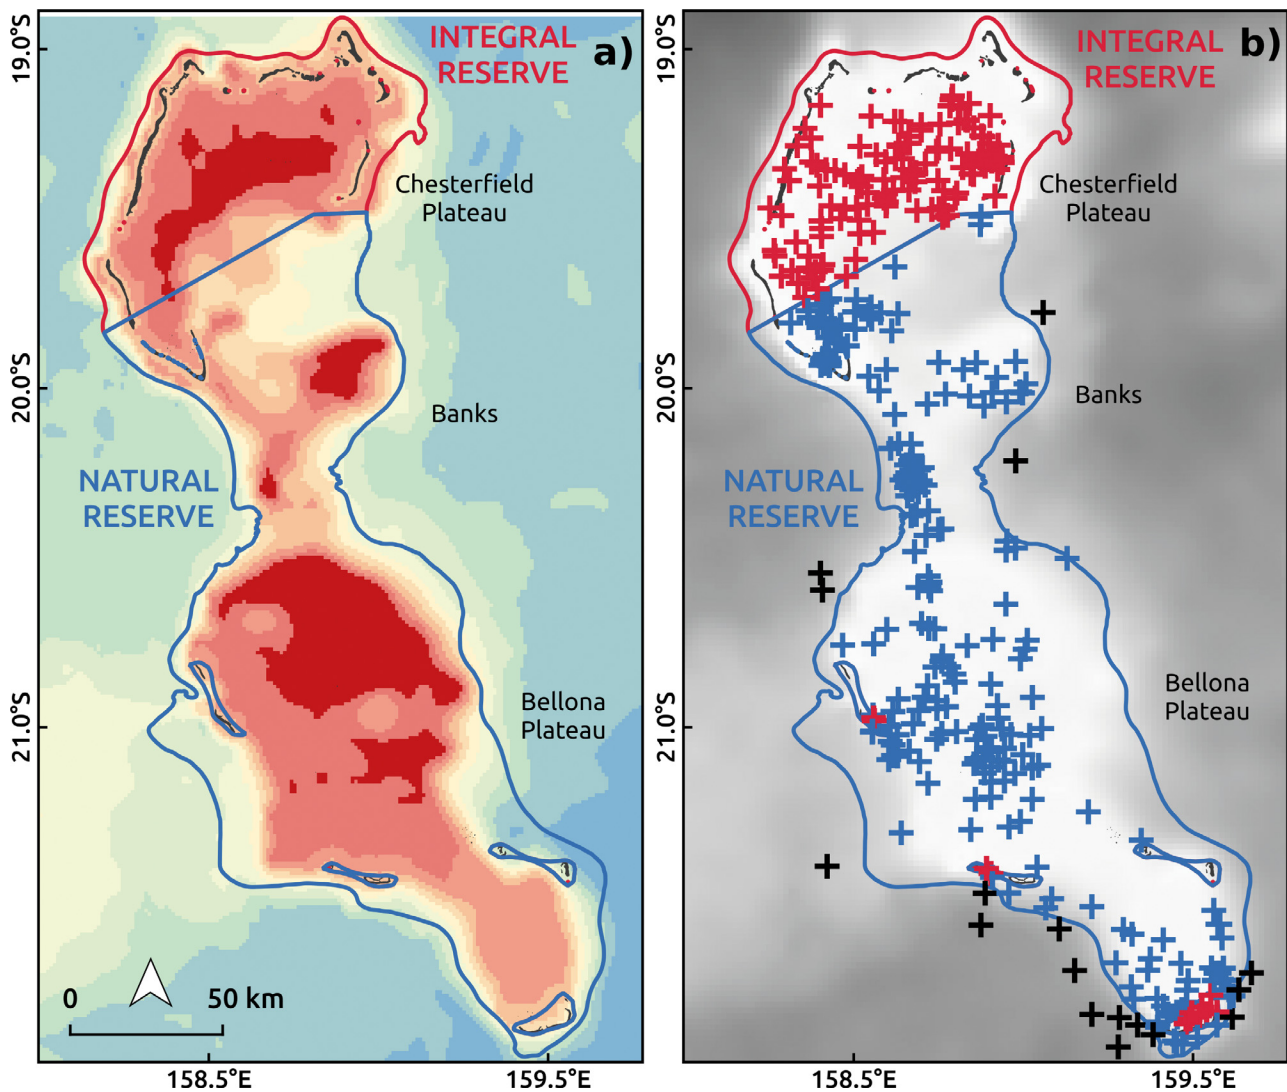 a)
INTEGRAL
RESERVE
Chesterfield
Plateau
Banks
NATURAL
RESERVE
Bellona
Plateau
0 50 km
19.0°S
20.0°S
21.0°S
158.5°E 159.5°E
b)
INTEGRAL
RESERVE
Chesterfield
Plateau
Banks
NATURAL
RESERVE
Bellona
Plateau
19.0°S
20.0°S
21.0°S
158.5°E 159.5°E